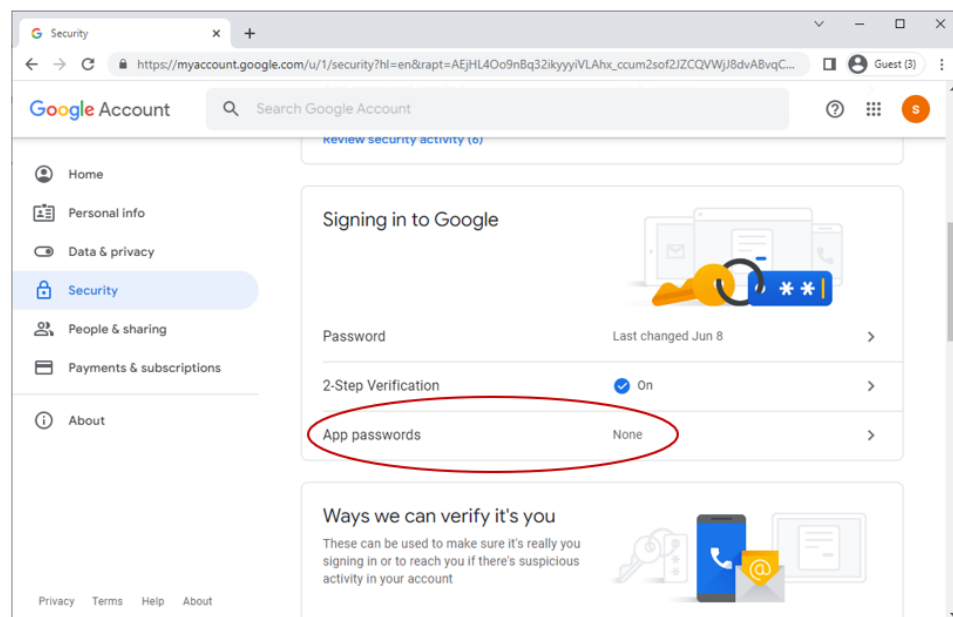 Security
https://myaccount.google.com/u/1/security?hl=en&rapt=AEjHL4Oo9nBq32ikyyyiVLAhx_ccum2sof2JZCQVWjJ8dvABvqC...
Guest (3)
Google Account
Search Google Account
S
Review security activity (6)
Home
Personal info
Data & privacy
Security
People & sharing
Payments & subscriptions
About
Signing in to Google
**
Password Last changed Jun 8
2-Step Verification On
App passwords None
Ways we can verify it's you
These can be used to make sure it's really you
signing in or to reach you if there's suspicious
activity in your account
Privacy Terms Help About